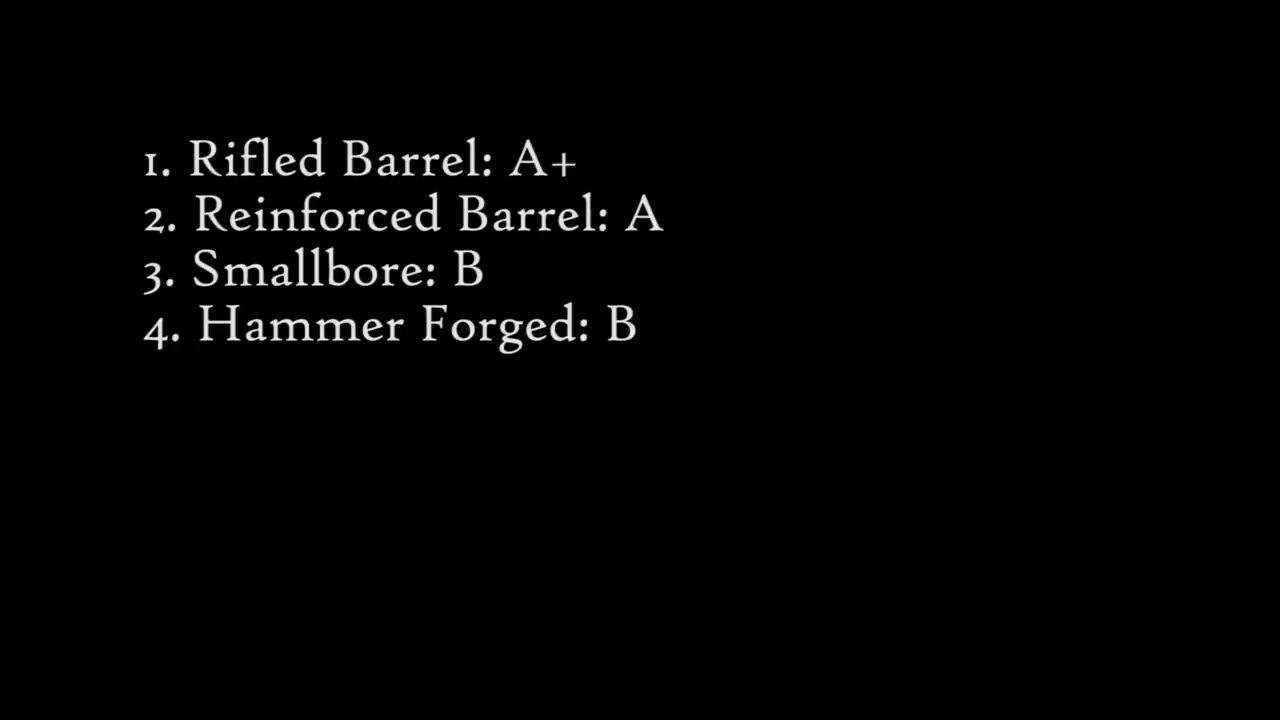 1. Rifled Barrel: A+
2. Reinforced Barrel: A
3. Smallbore: B
4. Hammer Forged: B